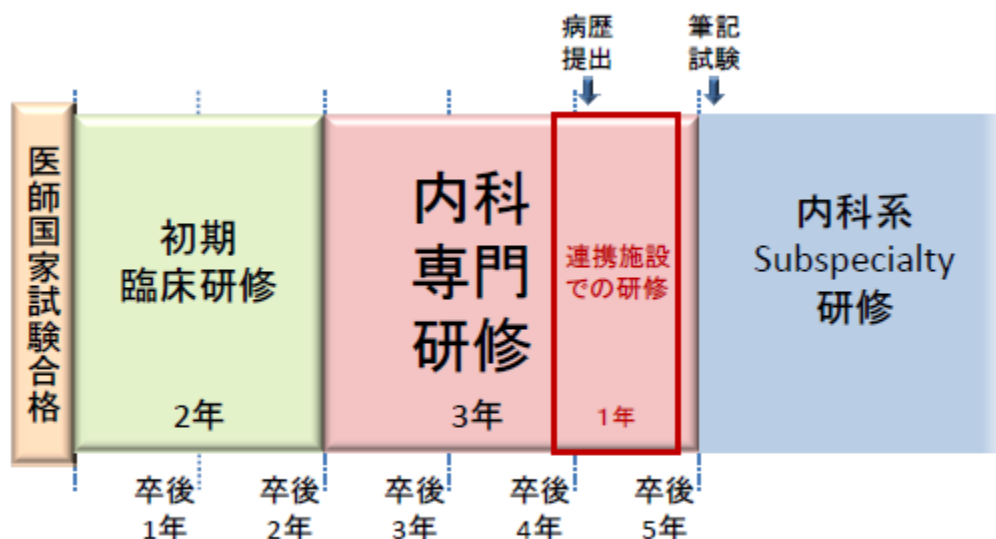 病歴
提出
筆記
試験
医師国家試験合格
初期
臨床研修
2年
内科
専門
研修
3年
連携施設
での研修
1年
内科系
Subspecialty
研修
卒後
1年
卒後
2年
卒後
3年
卒後
4年
卒後
5年